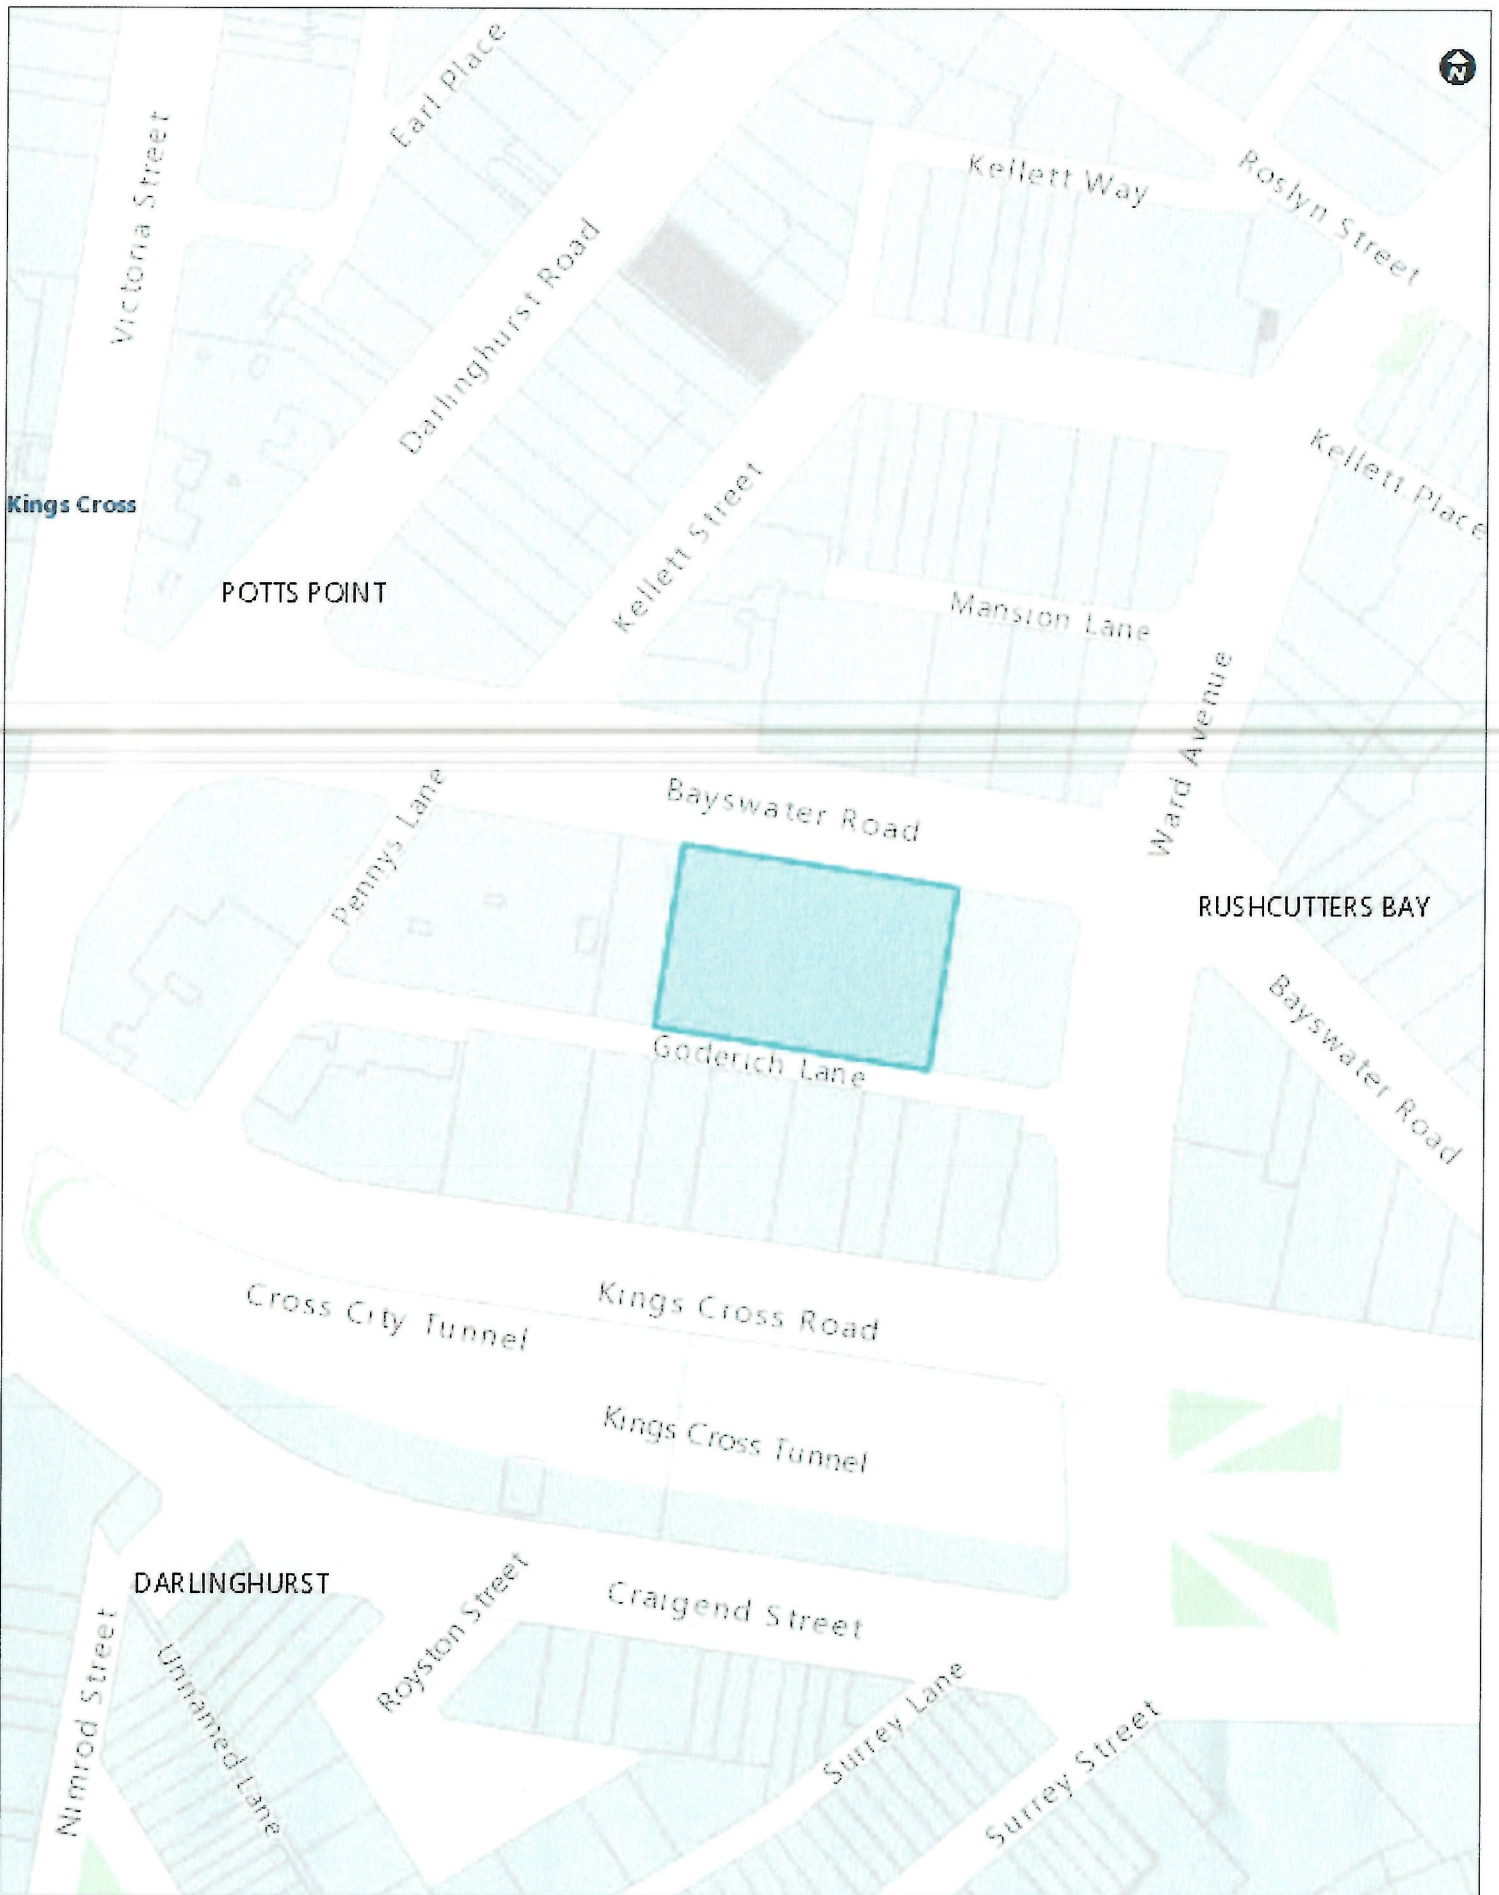 Earl Place
N
Victoria Street
Kellett Way
Roslyn Street
Darlinghurst Road
Kellett Place
Kings Cross
Kellett Street
POTTS POINT
Mansion Lane
Ward Avenue
Pennys Lane
Bayswater Road
RUSHCUTTERS BAY
Bayswater Road
Goderich Lane
Cross City Tunnel
Kings Cross Road
Kings Cross Tunnel
DARLINGHURST
Royston Street
Craigend Street
Nimrod Street
Unnamed Lane
Surrey Lane
Surrey Street